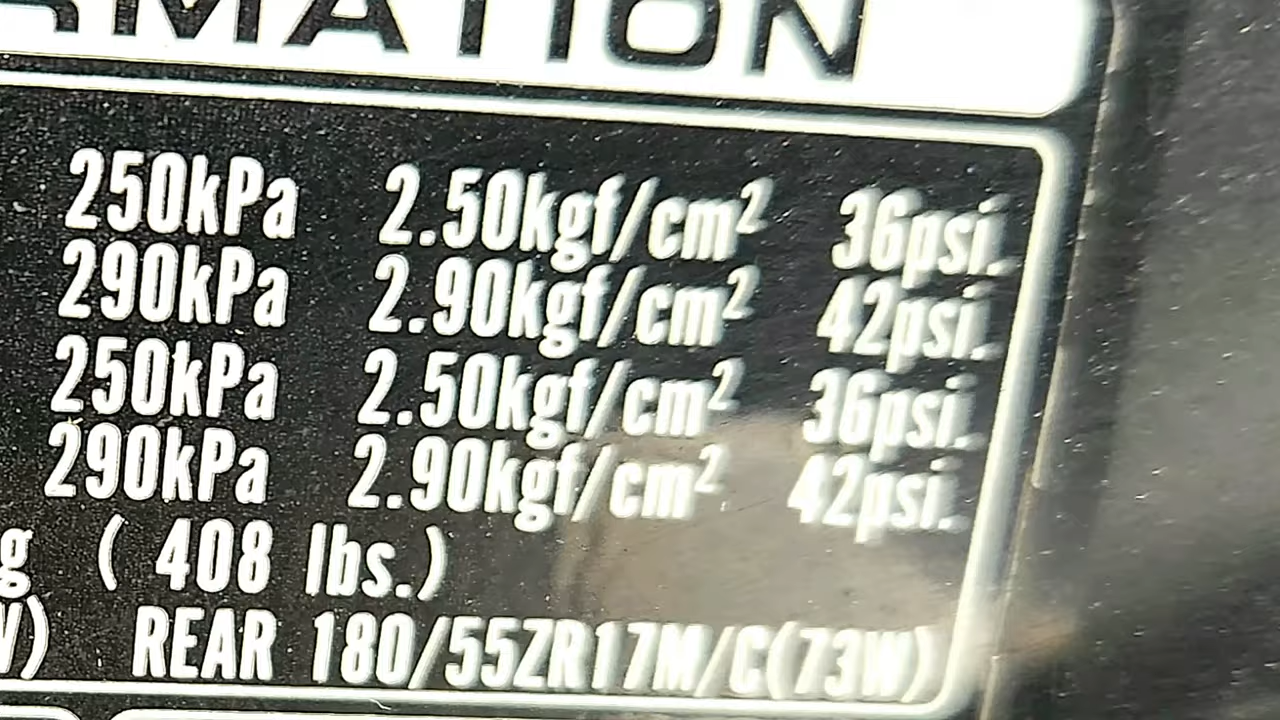 RMATION
250kPa 2.50kgf/cm² 36psi.
290kPa 2.90kgf/cm² 42psi.
250kPa 2.50kgf/cm² 36psi.
290kPa 2.90kgf/cm² 42psi.
g ( 408 lbs.)
W) REAR 180/55ZR17M/C(73W)